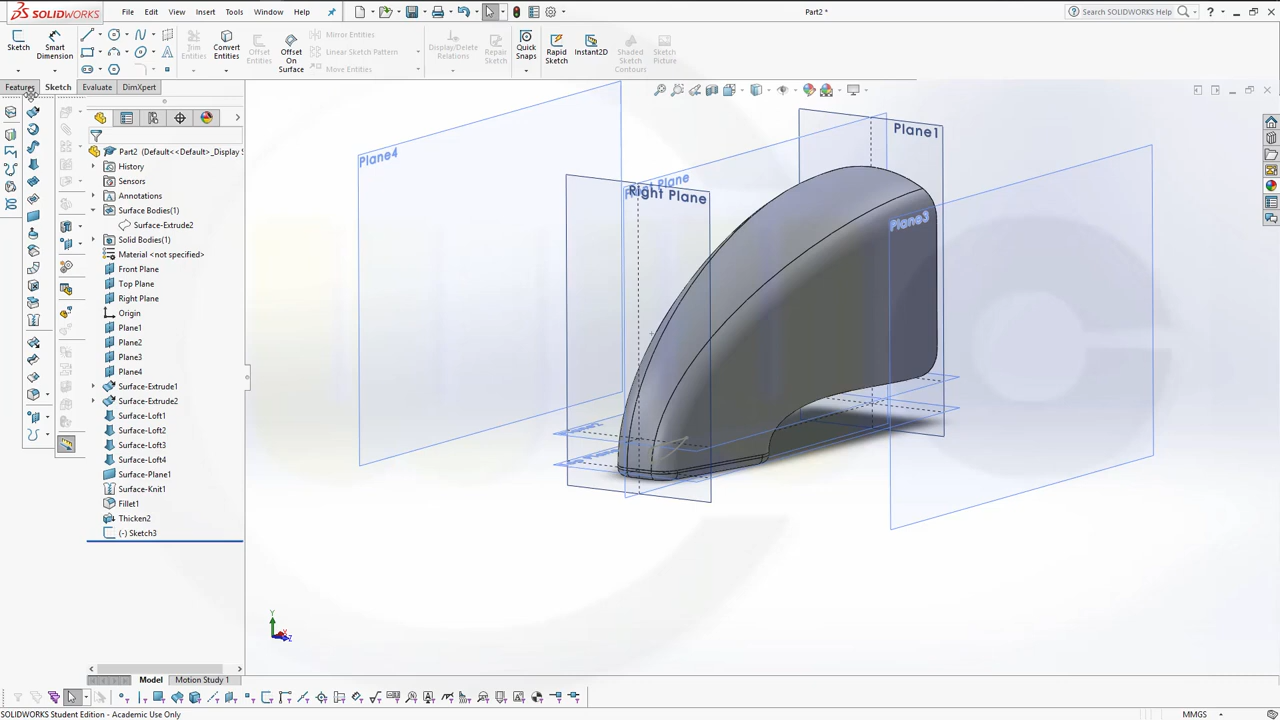 SOLIDWORKS
File Edit View Insert Tools Window Help
Part2 *
Search SOLIDWORKS Help
Sketch
Smart Dimension
Trim Entities
Convert Entities
Offset Entities
Offset On Surface
Mirror Entities
Linear Sketch Pattern
Move Entities
Display/Delete Relations
Repair Sketch
Quick Snaps
Rapid Sketch
Instant2D
Shaded Sketch Contours
Sketch Picture
Features Sketch Evaluate DimXpert
Part2 (Default<<Default>_Display S
History
Sensors
Annotations
Surface Bodies(1)
Surface-Extrude2
Solid Bodies(1)
Material <not specified>
Front Plane
Top Plane
Right Plane
Origin
Plane1
Plane2
Plane3
Plane4
Surface-Extrude1
Surface-Extrude2
Surface-Loft1
Surface-Loft2
Surface-Loft3
Surface-Loft4
Surface-Plane1
Surface-Knit1
Fillet1
Thicken2
(-) Sketch3
Plane4
Right Plane
Plane1
Plane3
Y
Z
Model Motion Study 1
SOLIDWORKS Student Edition - Academic Use Only
MMGS